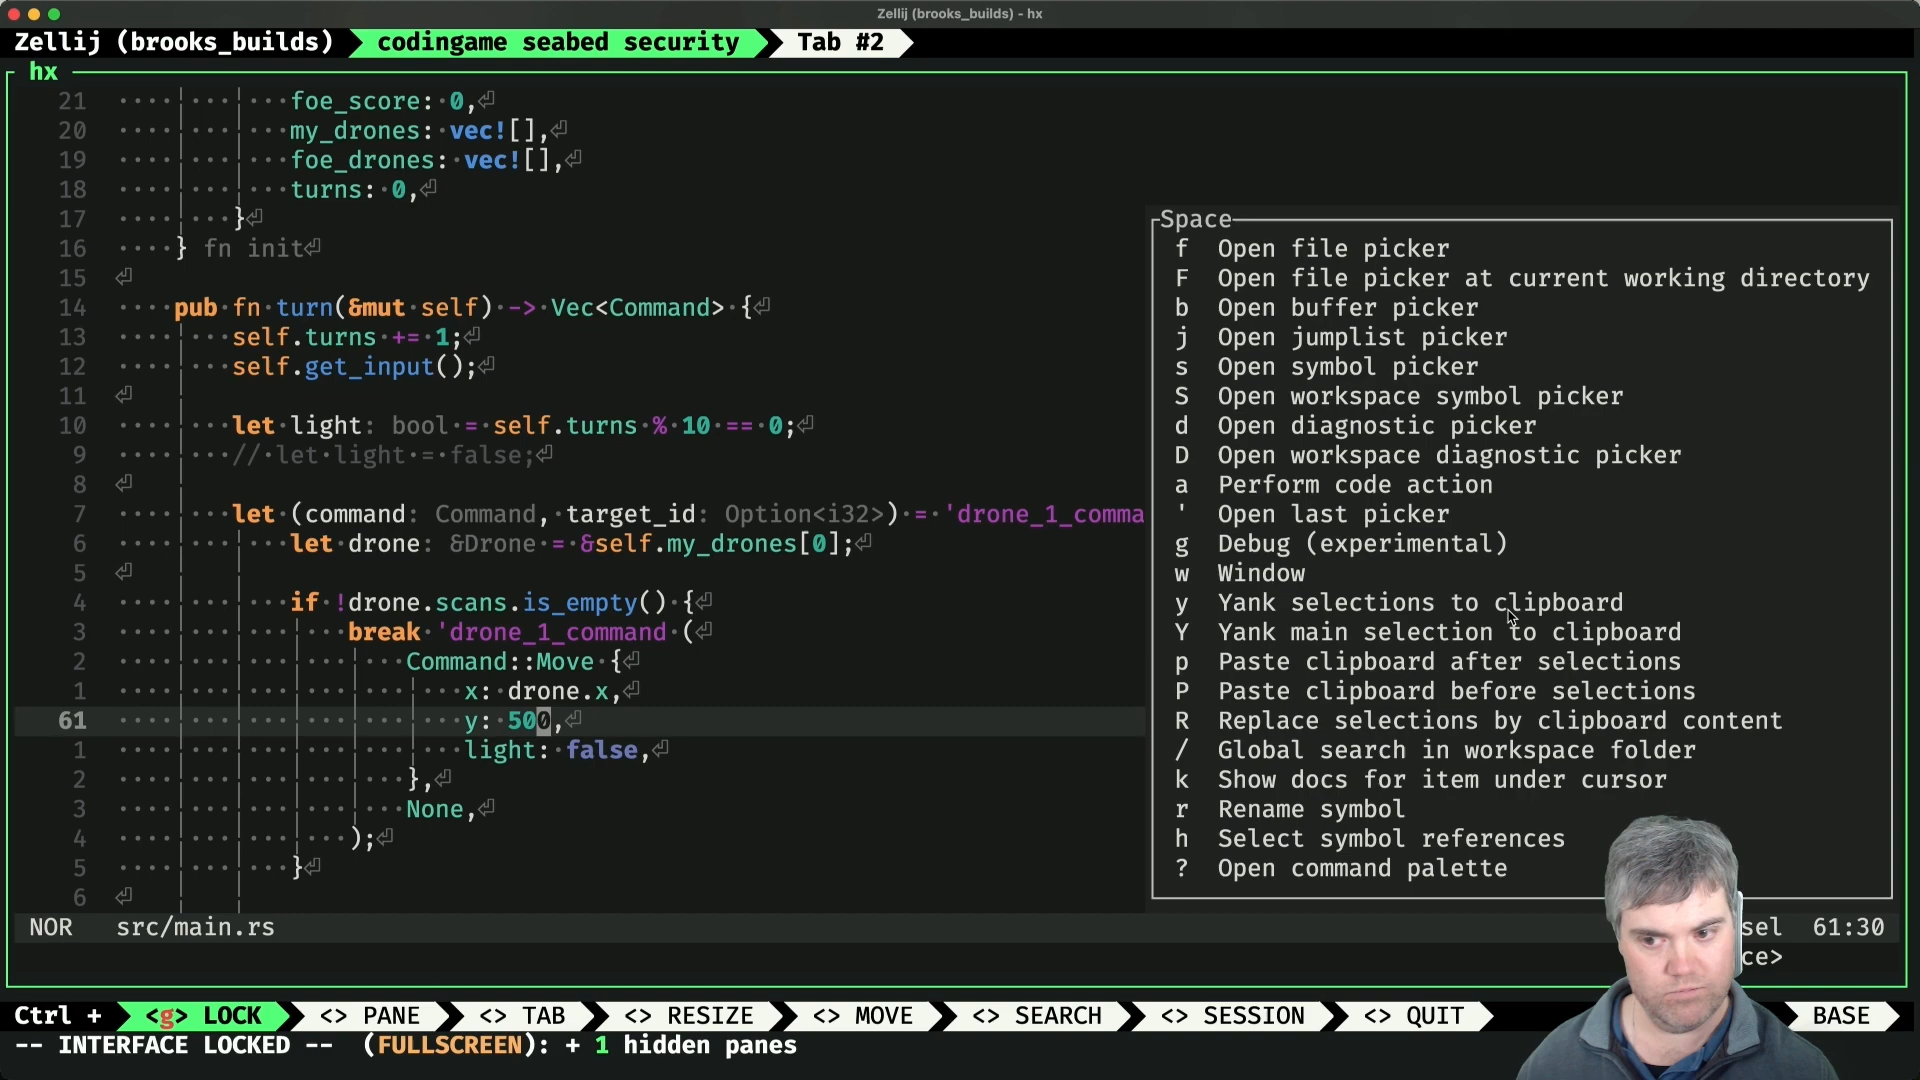 Zellij (brooks_builds) - hx
Zellij (brooks_builds) codingame seabed security Tab #2
hx
21 foe_score: 0,
20 my_drones: vec![],
19 foe_drones: vec![],
18 turns: 0,
17 }
16 } fn init
15
14 pub fn turn(&mut self) -> Vec<Command> {
13 self.turns += 1;
12 self.get_input();
11
10 let light: bool = self.turns % 10 == 0;
9 // let light = false;
8
7 let (command: Command, target_id: Option<i32>) = 'drone_1_comma
6 let drone: &Drone = &self.my_drones[0];
5
4 if !drone.scans.is_empty() {
3 break 'drone_1_command (
2 Command::Move {
1 x: drone.x,
61 y: 500,
1 light: false,
2 },
3 None,
4 );
5 }
6
Space
f Open file picker
F Open file picker at current working directory
b Open buffer picker
j Open jumplist picker
s Open symbol picker
S Open workspace symbol picker
d Open diagnostic picker
D Open workspace diagnostic picker
a Perform code action
' Open last picker
g Debug (experimental)
w Window
y Yank selections to clipboard
Y Yank main selection to clipboard
p Paste clipboard after selections
P Paste clipboard before selections
R Replace selections by clipboard content
/ Global search in workspace folder
k Show docs for item under cursor
r Rename symbol
h Select symbol references
? Open command palette
NOR src/main.rs sel 61:30
ce>
Ctrl + <g> LOCK <> PANE <> TAB <> RESIZE <> MOVE <> SEARCH <> SESSION <> QUIT BASE
-- INTERFACE LOCKED -- (FULLSCREEN): + 1 hidden panes